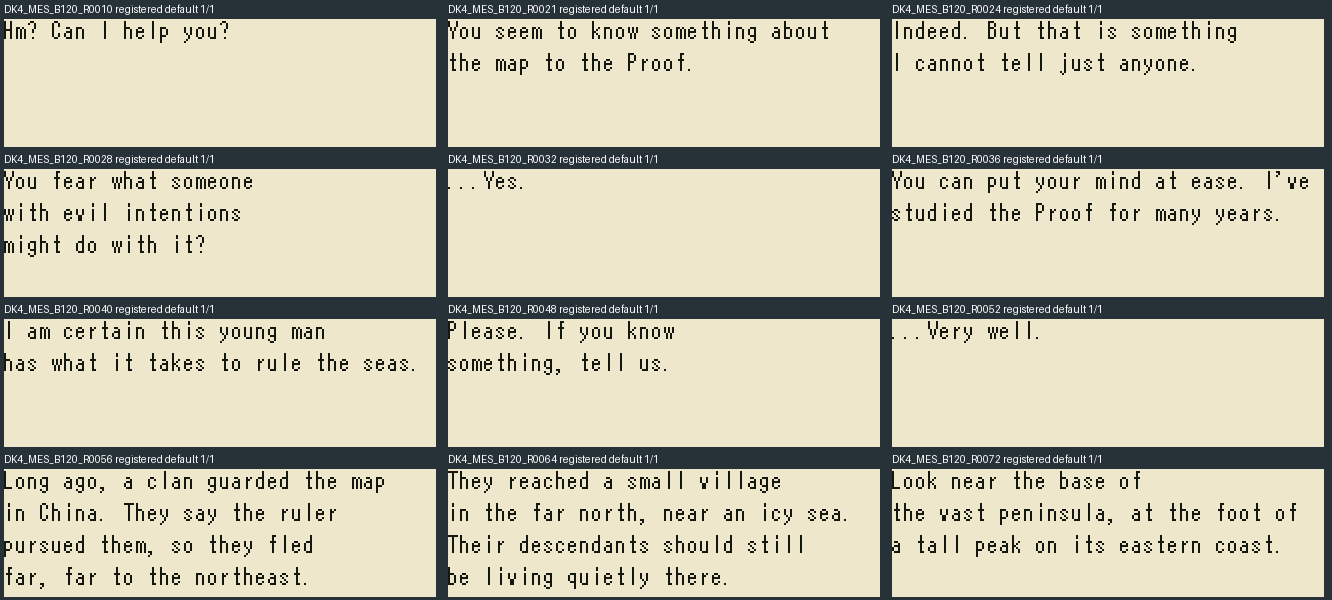 DK4_MES_B120_R0010 registered default 1/1
Hm? Can I help you?
DK4_MES_B120_R0021 registered default 1/1
You seem to know something about
the map to the Proof.
DK4_MES_B120_R0024 registered default 1/1
Indeed. But that is something
I cannot tell just anyone.
DK4_MES_B120_R0028 registered default 1/1
You fear what someone
with evil intentions
might do with it?
DK4_MES_B120_R0032 registered default 1/1
...Yes.
DK4_MES_B120_R0036 registered default 1/1
You can put your mind at ease. I've
studied the Proof for many years.
DK4_MES_B120_R0040 registered default 1/1
I am certain this young man
has what it takes to rule the seas.
DK4_MES_B120_R0048 registered default 1/1
Please. If you know
something, tell us.
DK4_MES_B120_R0052 registered default 1/1
...Very well.
DK4_MES_B120_R0056 registered default 1/1
Long ago, a clan guarded the map
in China. They say the ruler
pursued them, so they fled
far, far to the northeast.
DK4_MES_B120_R0064 registered default 1/1
They reached a small village
in the far north, near an icy sea.
Their descendants should still
be living quietly there.
DK4_MES_B120_R0072 registered default 1/1
Look near the base of
the vast peninsula, at the foot of
a tall peak on its eastern coast.